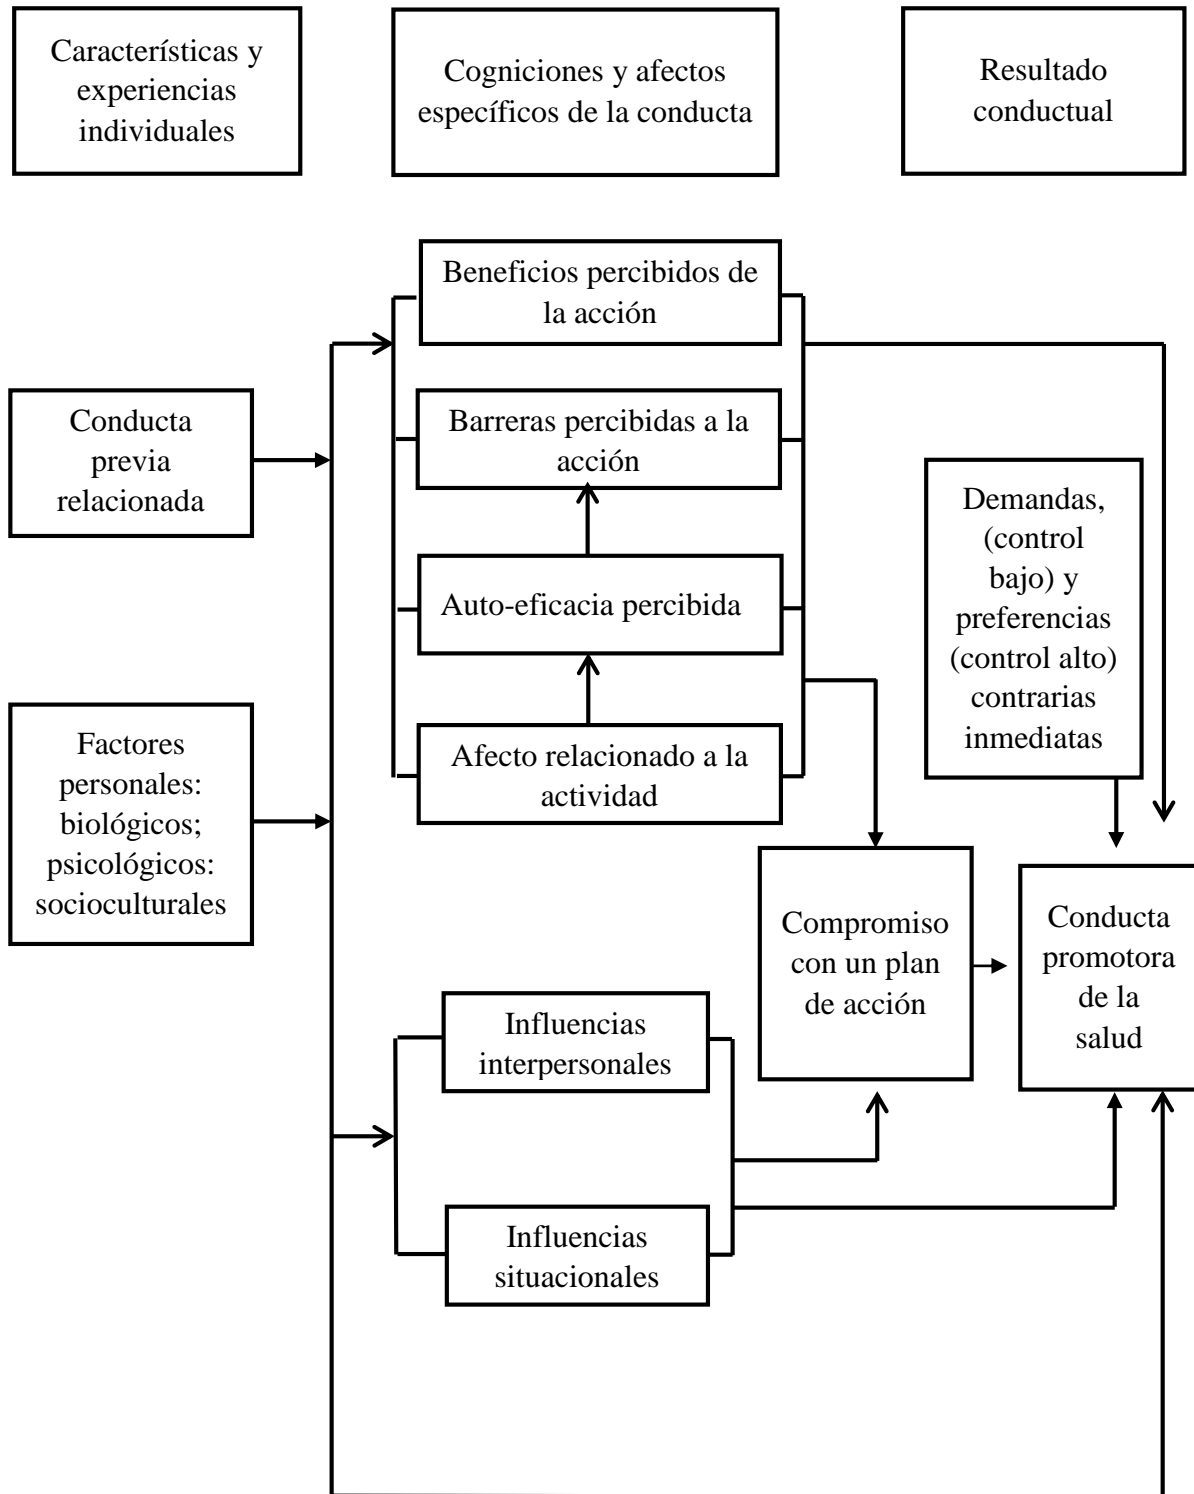 Características y
experiencias
individuales
Cogniciones y afectos
específicos de la conducta
Resultado
conductual
Beneficios percibidos de
la acción
Conducta
previa
relacionada
Barreras percibidas a la
acción
Demandas,
(control
bajo) y
preferencias
(control alto)
contrarias
inmediatas
Auto-eficacia percibida
Factores
personales:
biológicos;
psicológicos:
socioculturales
Afecto relacionado a la
actividad
Compromiso
con un plan
de acción
Conducta
promotora
de la
salud
Influencias
interpersonales
Influencias
situacionales